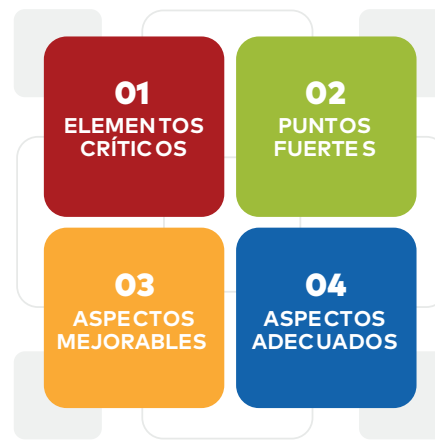 01
ELEMENTOS
CRÍTICOS
02
PUNTOS
FUERTES
03
ASPECTOS
MEJORABLES
04
ASPECTOS
ADECUADOS